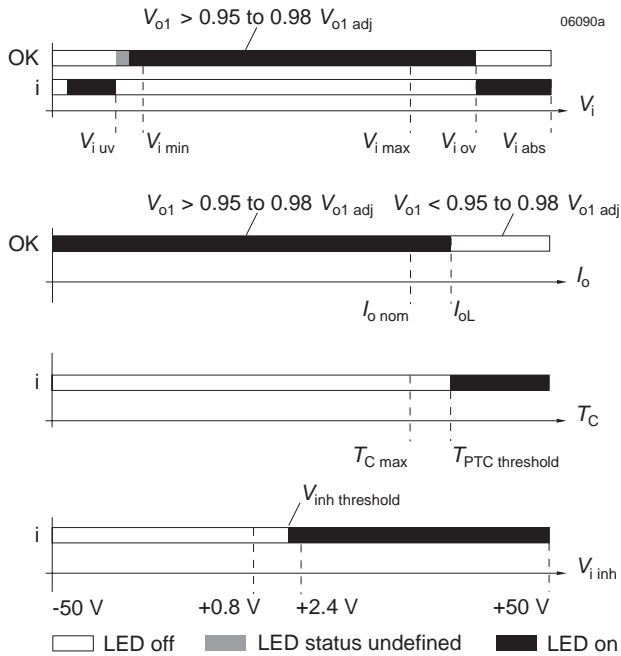 06090a
Vo1 > 0.95 to 0.98 Vo1 adj
OK
i
Vi
Vi uv
Vi min
Vi max
Vi ov
Vi abs
Vo1 > 0.95 to 0.98 Vo1 adj
Vo1 < 0.95 to 0.98 Vo1 adj
OK
Io
Io nom
IoL
i
TC
TC max
TPTC threshold
Vinh threshold
i
Vi inh
-50 V
+0.8 V
+2.4 V
+50 V
LED off
LED status undefined
LED on